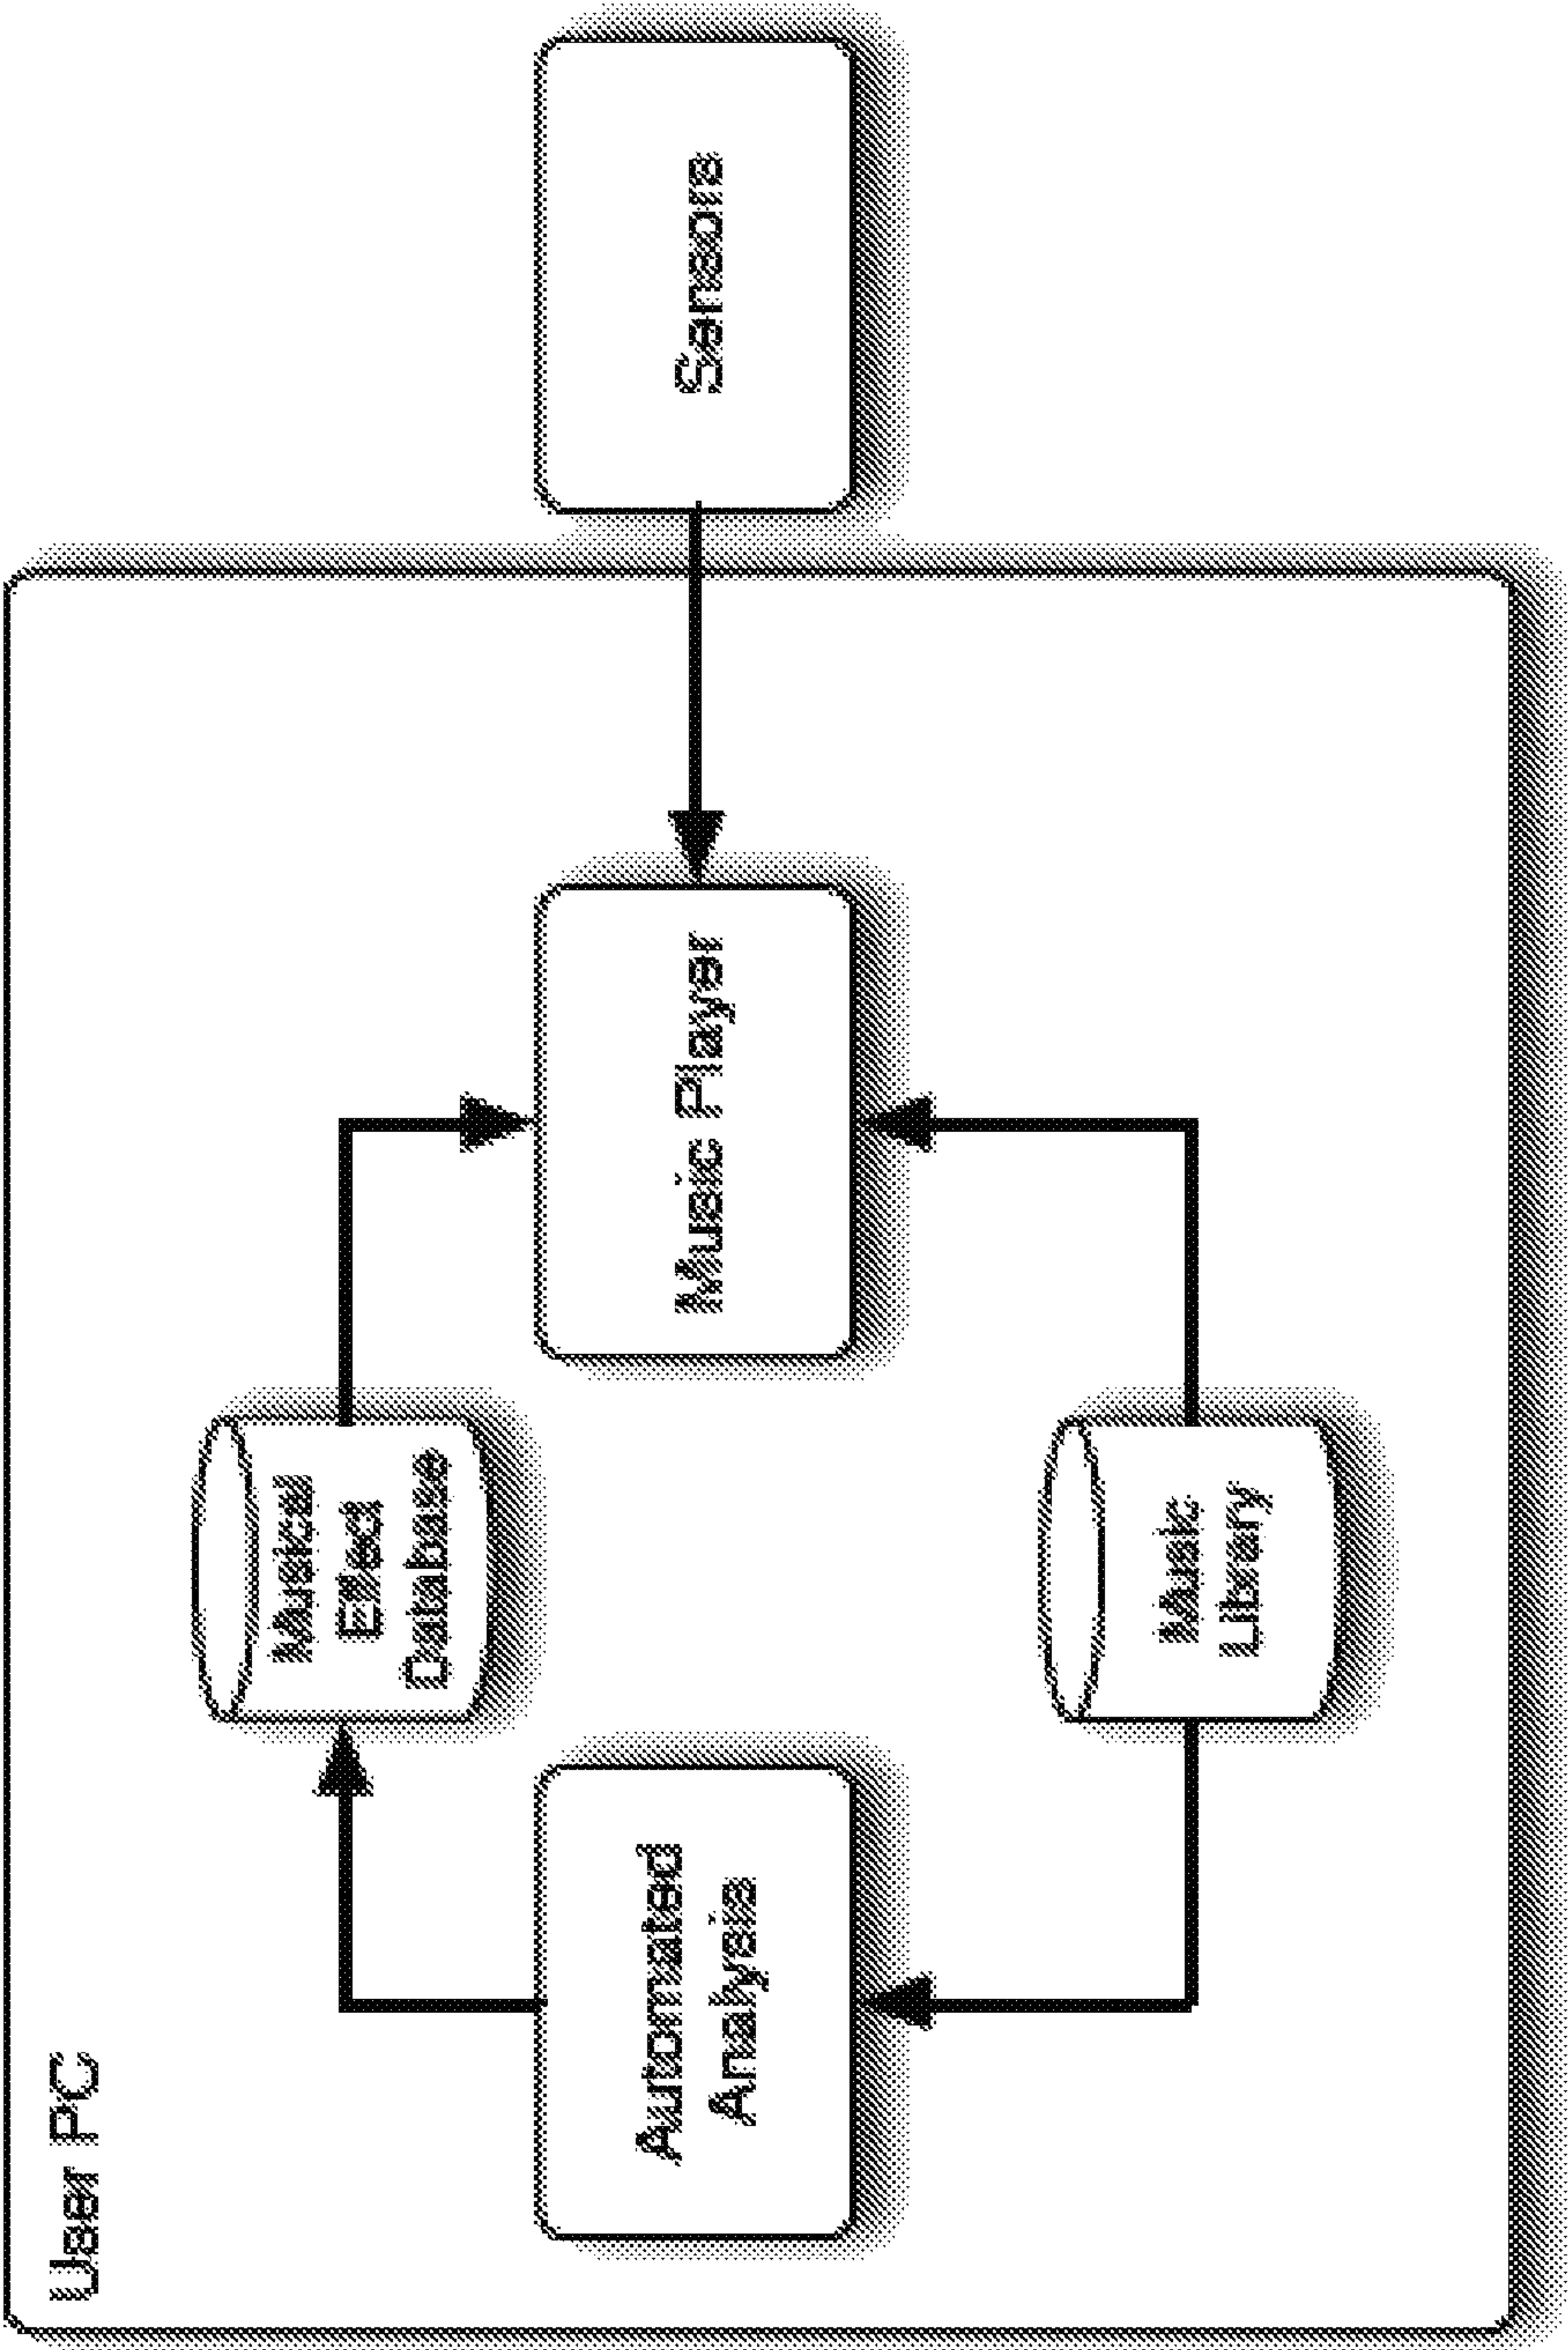 User PC
Musical
Effect
Database
Automated
Analysis
Music Player
Sensors
Music
Library